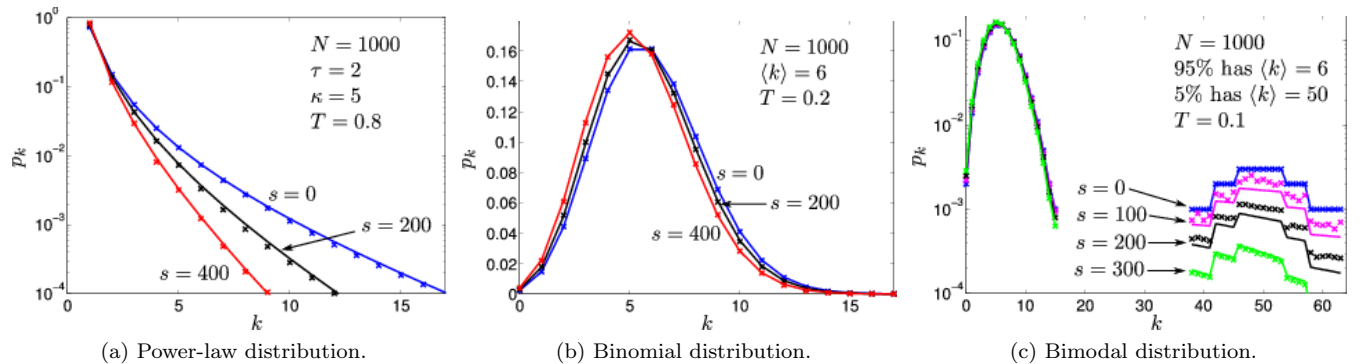 10^0
10^{-1}
10^{-2}
10^{-3}
10^{-4}
p_k
N = 1000
τ = 2
κ = 5
T = 0.8
s = 0
s = 200
s = 400
0 5 10 15
k
(a) Power-law distribution.
0.16
0.14
0.12
0.1
0.08
0.06
0.04
0.02
0
p_k
N = 1000
⟨k⟩ = 6
T = 0.2
s = 0
s = 200
s = 400
0 5 10 15
k
(b) Binomial distribution.
10^{-1}
10^{-2}
10^{-3}
10^{-4}
p_k
N = 1000
95% has ⟨k⟩ = 6
5% has ⟨k⟩ = 50
T = 0.1
s = 0
s = 100
s = 200
s = 300
0 10 20 30 40 50 60
k
(c) Bimodal distribution.